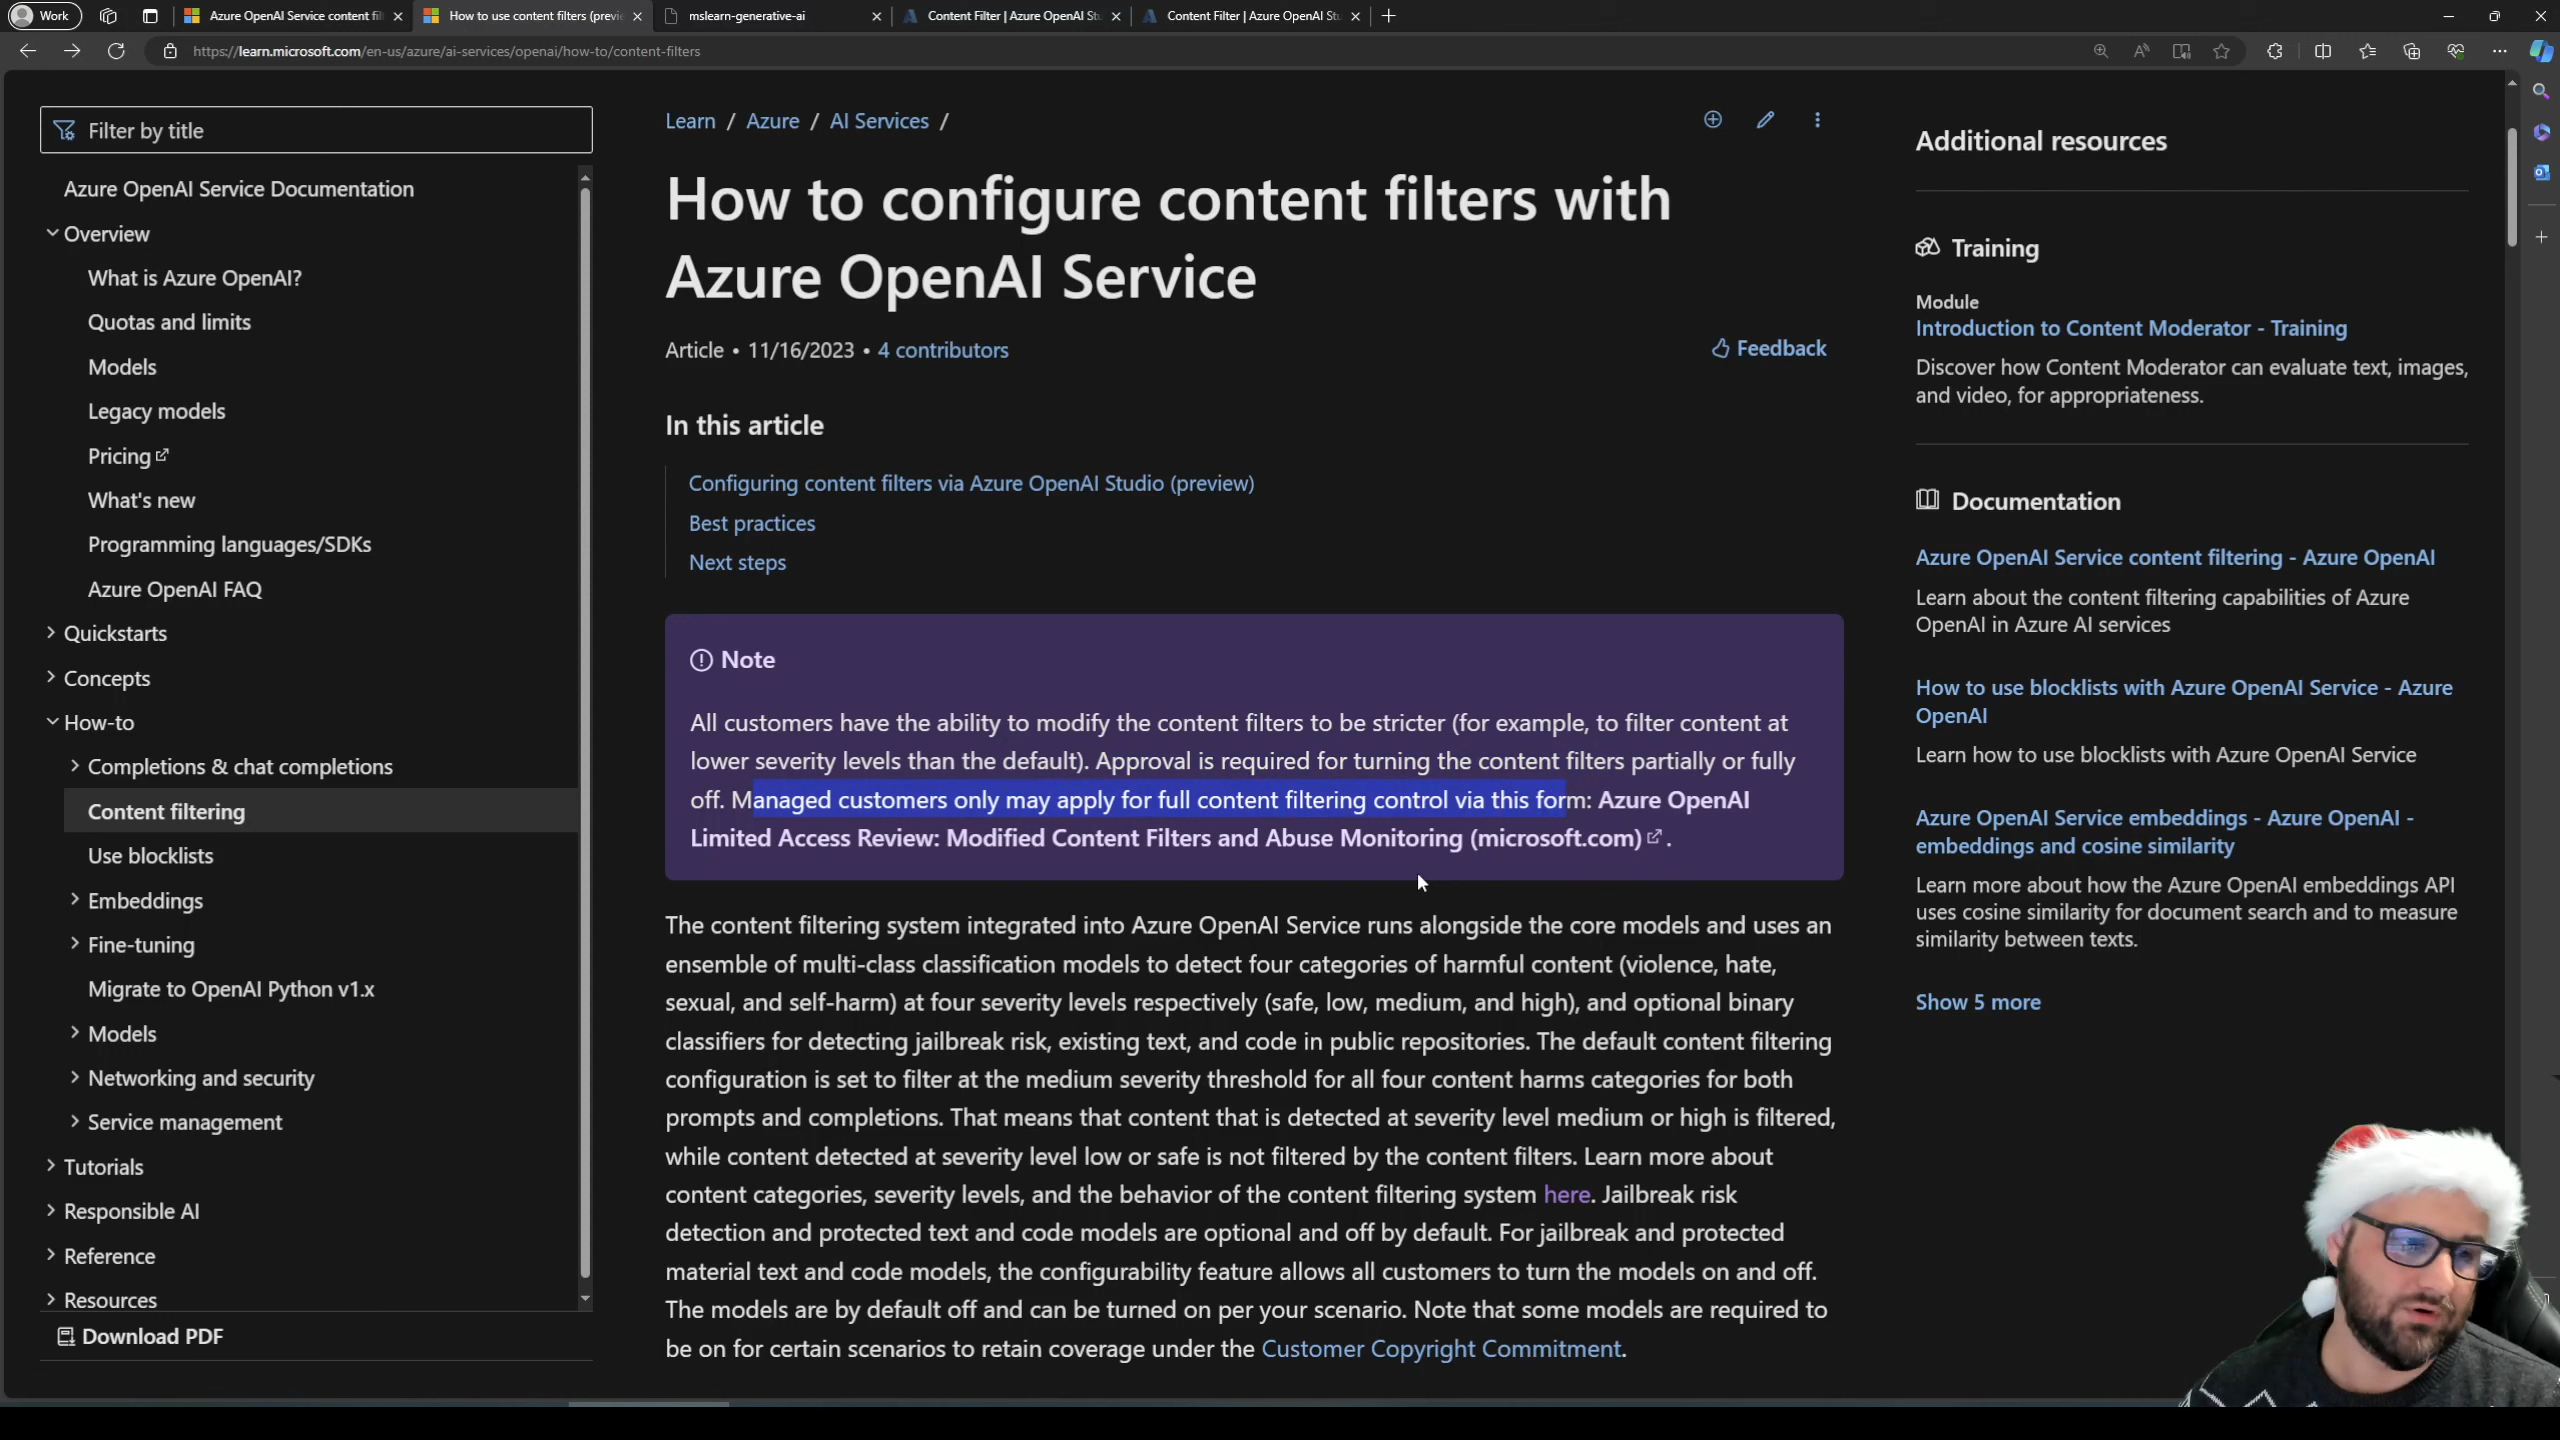 Work
Azure OpenAI Service content fil
How to use content filters (previ
mslearn-generative-ai
Content Filter | Azure OpenAI Stu
Content Filter | Azure OpenAI Stu
https://learn.microsoft.com/en-us/azure/ai-services/openai/how-to/content-filters
Filter by title
Azure OpenAI Service Documentation
Overview
What is Azure OpenAI?
Quotas and limits
Models
Legacy models
Pricing
What's new
Programming languages/SDKs
Azure OpenAI FAQ
Quickstarts
Concepts
How-to
Completions & chat completions
Content filtering
Use blocklists
Embeddings
Fine-tuning
Migrate to OpenAI Python v1.x
Models
Networking and security
Service management
Tutorials
Responsible AI
Reference
Resources
Download PDF
Learn / Azure / AI Services /
How to configure content filters with
Azure OpenAI Service
Article • 11/16/2023 • 4 contributors
Feedback
In this article
Configuring content filters via Azure OpenAI Studio (preview)
Best practices
Next steps
Note
All customers have the ability to modify the content filters to be stricter (for example, to filter content at
lower severity levels than the default). Approval is required for turning the content filters partially or fully
off. Managed customers only may apply for full content filtering control via this form: Azure OpenAI
Limited Access Review: Modified Content Filters and Abuse Monitoring (microsoft.com) .
The content filtering system integrated into Azure OpenAI Service runs alongside the core models and uses an
ensemble of multi-class classification models to detect four categories of harmful content (violence, hate,
sexual, and self-harm) at four severity levels respectively (safe, low, medium, and high), and optional binary
classifiers for detecting jailbreak risk, existing text, and code in public repositories. The default content filtering
configuration is set to filter at the medium severity threshold for all four content harms categories for both
prompts and completions. That means that content that is detected at severity level medium or high is filtered,
while content detected at severity level low or safe is not filtered by the content filters. Learn more about
content categories, severity levels, and the behavior of the content filtering system here. Jailbreak risk
detection and protected text and code models are optional and off by default. For jailbreak and protected
material text and code models, the configurability feature allows all customers to turn the models on and off.
The models are by default off and can be turned on per your scenario. Note that some models are required to
be on for certain scenarios to retain coverage under the Customer Copyright Commitment.
Additional resources
Training
Module
Introduction to Content Moderator - Training
Discover how Content Moderator can evaluate text, images,
and video, for appropriateness.
Documentation
Azure OpenAI Service content filtering - Azure OpenAI
Learn about the content filtering capabilities of Azure
OpenAI in Azure AI services
How to use blocklists with Azure OpenAI Service - Azure
OpenAI
Learn how to use blocklists with Azure OpenAI Service
Azure OpenAI Service embeddings - Azure OpenAI -
embeddings and cosine similarity
Learn more about how the Azure OpenAI embeddings API
uses cosine similarity for document search and to measure
similarity between texts.
Show 5 more